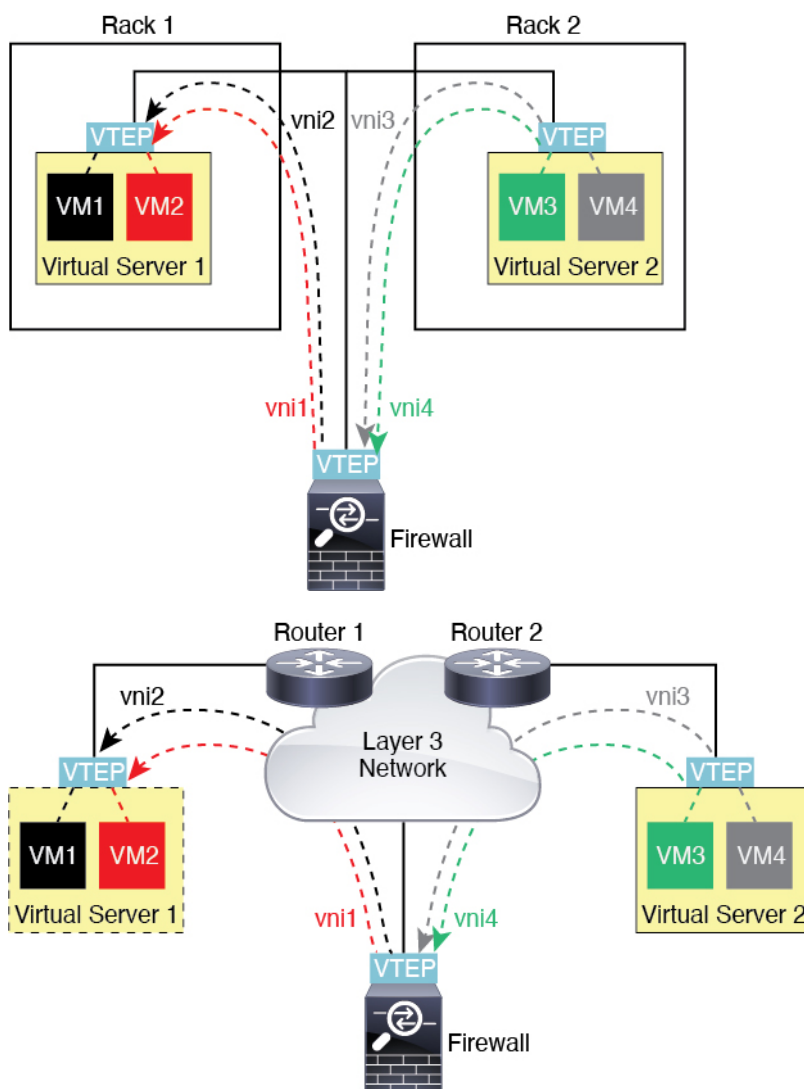 Rack 1
Rack 2
vni2
vni3
VTEP
VTEP
VM1
VM2
VM3
VM4
Virtual Server 1
Virtual Server 2
vni1
vni4
VTEP
Firewall
Router 1
Router 2
vni2
vni3
Layer 3
Network
VTEP
VTEP
VM1
VM2
VM3
VM4
Virtual Server 1
Virtual Server 2
vni1
vni4
VTEP
Firewall